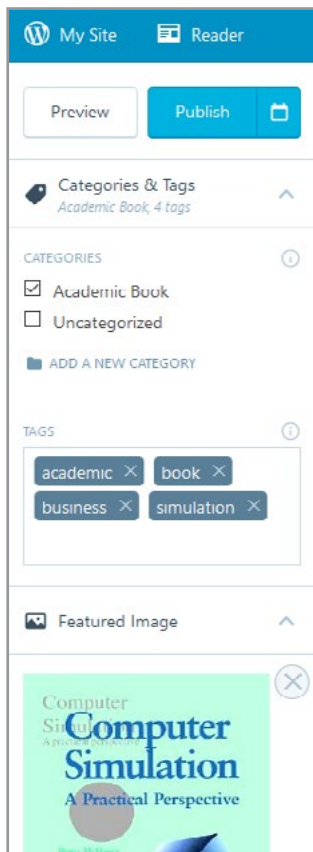 My Site Reader
Preview Publish
Categories & Tags
Academic Book, 4 tags
CATEGORIES
Academic Book
Uncategorized
ADD A NEW CATEGORY
TAGS
academic × book ×
business × simulation ×
Featured Image
Computer
Simulation
A practical perspective
Computer
Simulation
A Practical Perspective